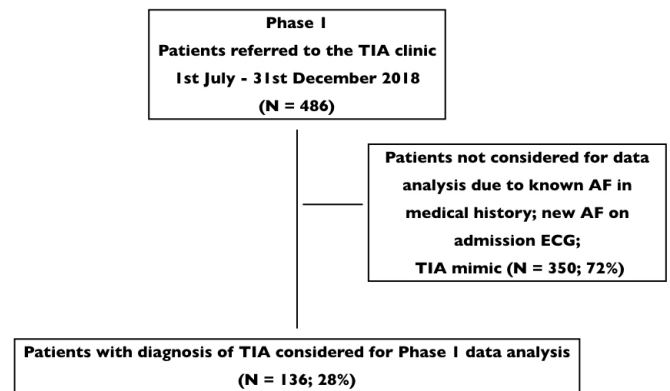 Phase 1
Patients referred to the TIA clinic
1st July - 31st December 2018
(N = 486)
Patients not considered for data
analysis due to known AF in
medical history; new AF on
admission ECG;
TIA mimic (N = 350; 72%)
Patients with diagnosis of TIA considered for Phase 1 data analysis
(N = 136; 28%)